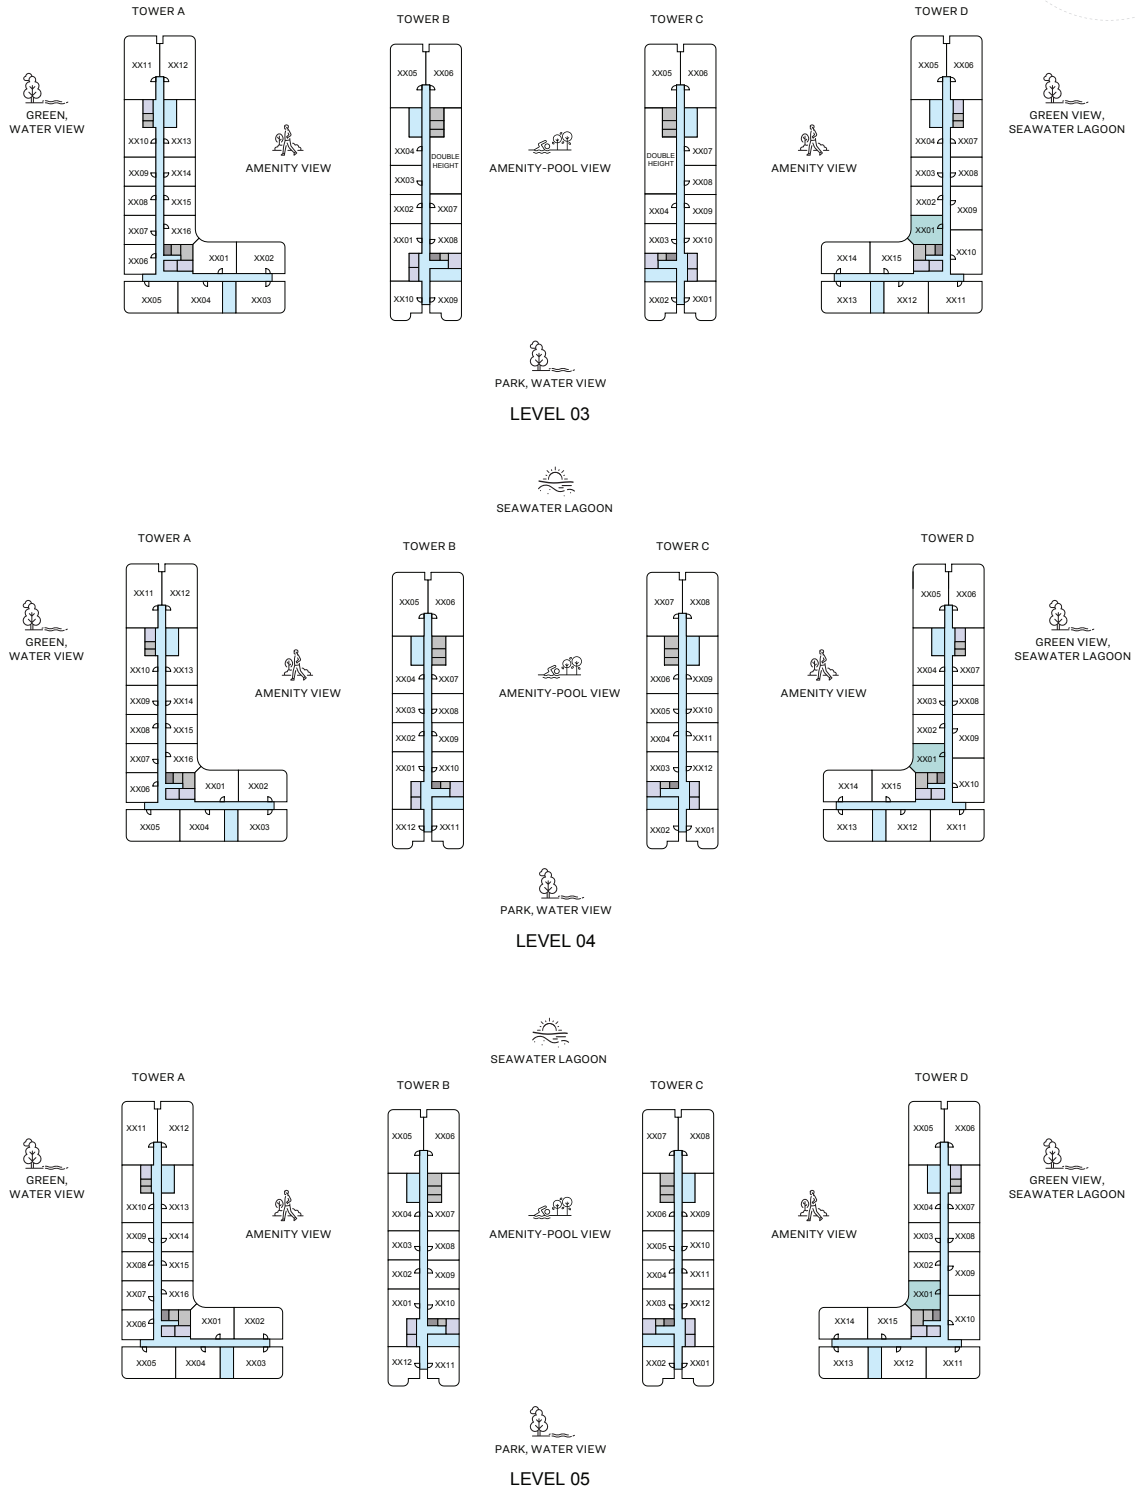 TOWER A
TOWER B
TOWER C
TOWER D
XX11 XX12
XX05 XX06
XX05 XX06
XX05 XX06
GREEN,
WATER VIEW
GREEN VIEW,
SEAWATER LAGOON
XX10 XX13
XX04
XX07
XX04 XX07
AMENITY VIEW
DOUBLE
HEIGHT
AMENITY-POOL VIEW
DOUBLE
HEIGHT
AMENITY VIEW
XX09 XX14
XX03
XX08
XX03 XX08
XX08 XX15
XX02 XX07
XX04 XX09
XX02
XX09
XX07 XX16
XX01 XX08
XX03 XX10
XX01
XX10
XX06
XX01
XX02
XX14
XX15
XX05
XX04
XX03
XX10 XX09
XX02 XX01
XX13
XX12
XX11
PARK, WATER VIEW
LEVEL 03
SEAWATER LAGOON
TOWER A
TOWER B
TOWER C
TOWER D
XX11 XX12
XX05 XX06
XX07 XX08
XX05 XX06
GREEN,
WATER VIEW
GREEN VIEW,
SEAWATER LAGOON
XX10 XX13
XX04 XX07
XX06 XX09
XX04 XX07
AMENITY VIEW
AMENITY-POOL VIEW
AMENITY VIEW
XX09 XX14
XX03 XX08
XX05 XX10
XX03 XX08
XX08 XX15
XX02 XX09
XX04 XX11
XX02
XX09
XX07 XX16
XX01 XX10
XX03 XX12
XX01
XX10
XX06
XX01
XX02
XX14
XX15
XX05
XX04
XX03
XX12 XX11
XX02 XX01
XX13
XX12
XX11
PARK, WATER VIEW
LEVEL 04
SEAWATER LAGOON
TOWER A
TOWER B
TOWER C
TOWER D
XX11 XX12
XX05 XX06
XX07 XX08
XX05 XX06
GREEN,
WATER VIEW
GREEN VIEW,
SEAWATER LAGOON
XX10 XX13
XX04 XX07
XX06 XX09
XX04 XX07
AMENITY VIEW
AMENITY-POOL VIEW
AMENITY VIEW
XX09 XX14
XX03 XX08
XX05 XX10
XX03 XX08
XX08 XX15
XX02 XX09
XX04 XX11
XX02
XX09
XX07 XX16
XX01 XX10
XX03 XX12
XX01
XX10
XX06
XX01
XX02
XX14
XX15
XX05
XX04
XX03
XX12 XX11
XX02 XX01
XX13
XX12
XX11
PARK, WATER VIEW
LEVEL 05